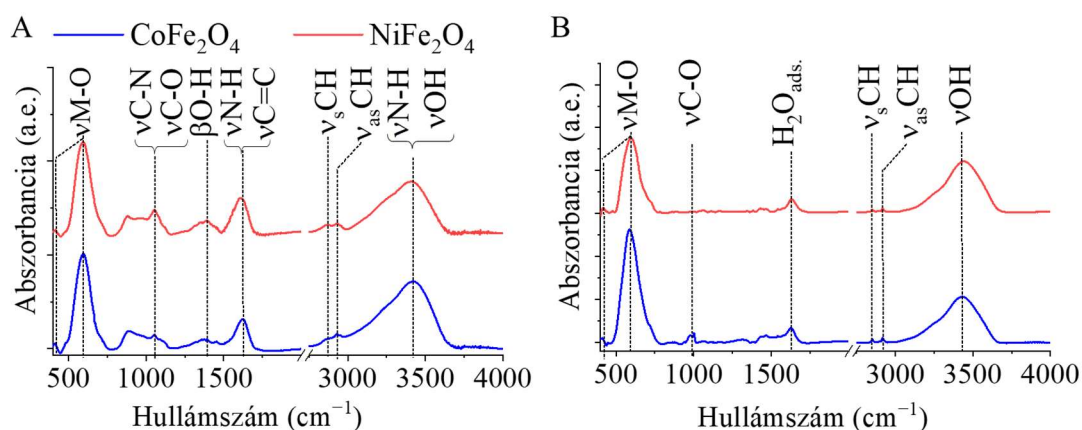 A
CoFe₂O₄
NiFe₂O₄
Abszorbancia (a.e.)
νM-O
νC-N
νC-O
βO-H
νN-H
νC=C
νₛCH
νₐₛCH
νN-H
νOH
500 1000 1500 3000 3500 4000
Hullámszám (cm⁻¹)
B
Abszorbancia (a.e.)
νM-O
νC-O
H₂Oads.
νₛCH
νₐₛCH
νOH
500 1000 1500 3000 3500 4000
Hullámszám (cm⁻¹)